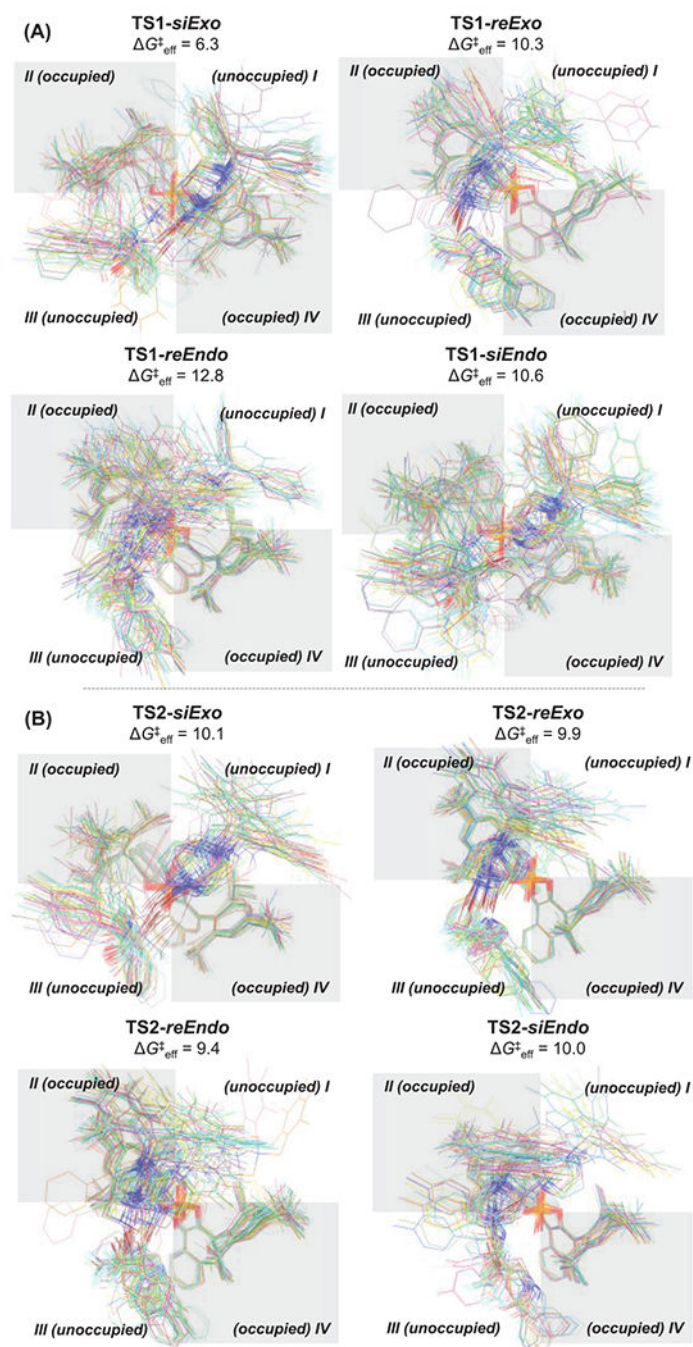 (A)
TS1-siExo
ΔG‡eff = 6.3
II (occupied)
(unoccupied) I
III (unoccupied)
(occupied) IV
TS1-reExo
ΔG‡eff = 10.3
II (occupied)
(unoccupied) I
III (unoccupied)
(occupied) IV
TS1-reEndo
ΔG‡eff = 12.8
II (occupied)
(unoccupied) I
III (unoccupied)
(occupied) IV
TS1-siEndo
ΔG‡eff = 10.6
II (occupied)
(unoccupied) I
III (unoccupied)
(occupied) IV
(B)
TS2-siExo
ΔG‡eff = 10.1
II (occupied)
(unoccupied) I
III (unoccupied)
(occupied) IV
TS2-reExo
ΔG‡eff = 9.9
II (occupied)
(unoccupied) I
III (unoccupied)
(occupied) IV
TS2-reEndo
ΔG‡eff = 9.4
II (occupied)
(unoccupied) I
III (unoccupied)
(occupied) IV
TS2-siEndo
ΔG‡eff = 10.0
II (occupied)
(unoccupied) I
III (unoccupied)
(occupied) IV